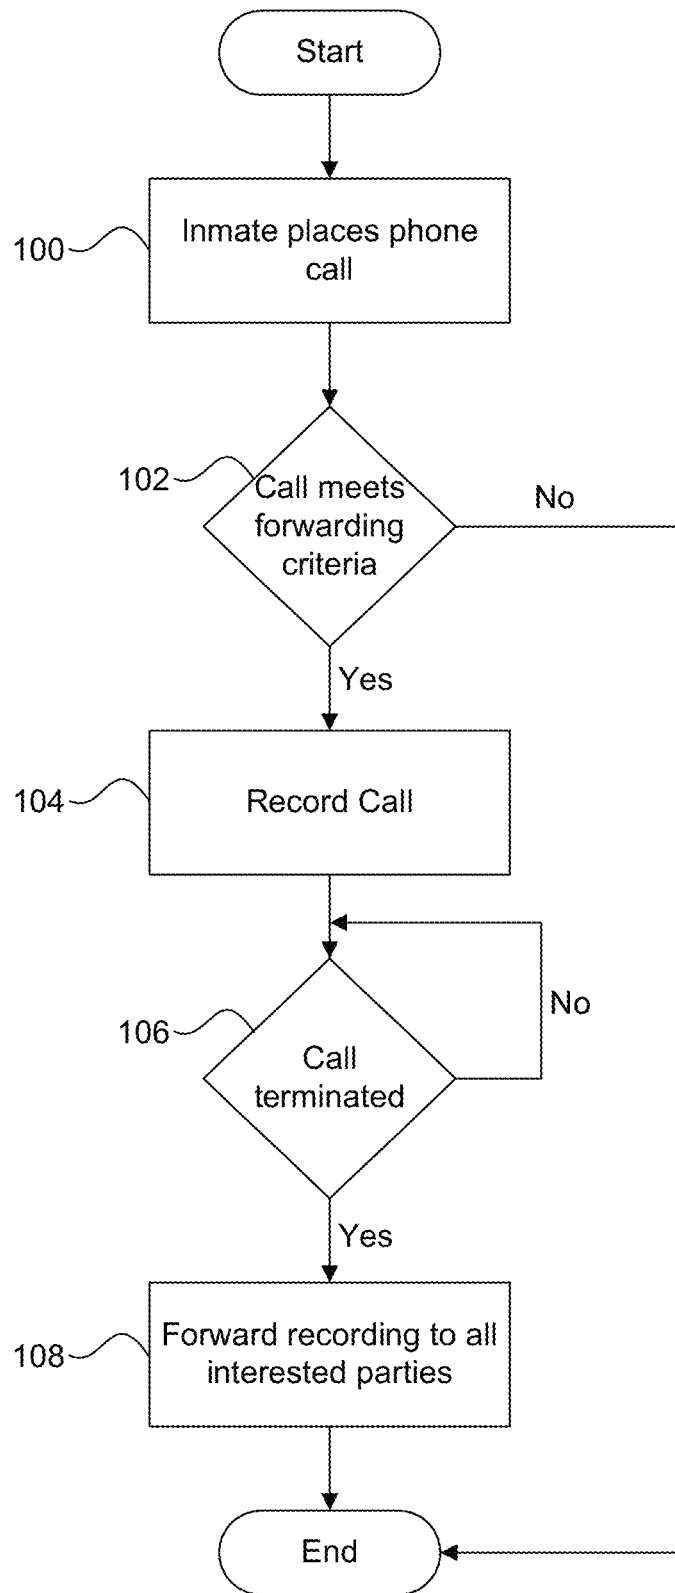 Start
100
Inmate places phone
call
102
Call meets
forwarding
criteria
No
Yes
104
Record Call
106
Call
terminated
No
Yes
108
Forward recording to all
interested parties
End